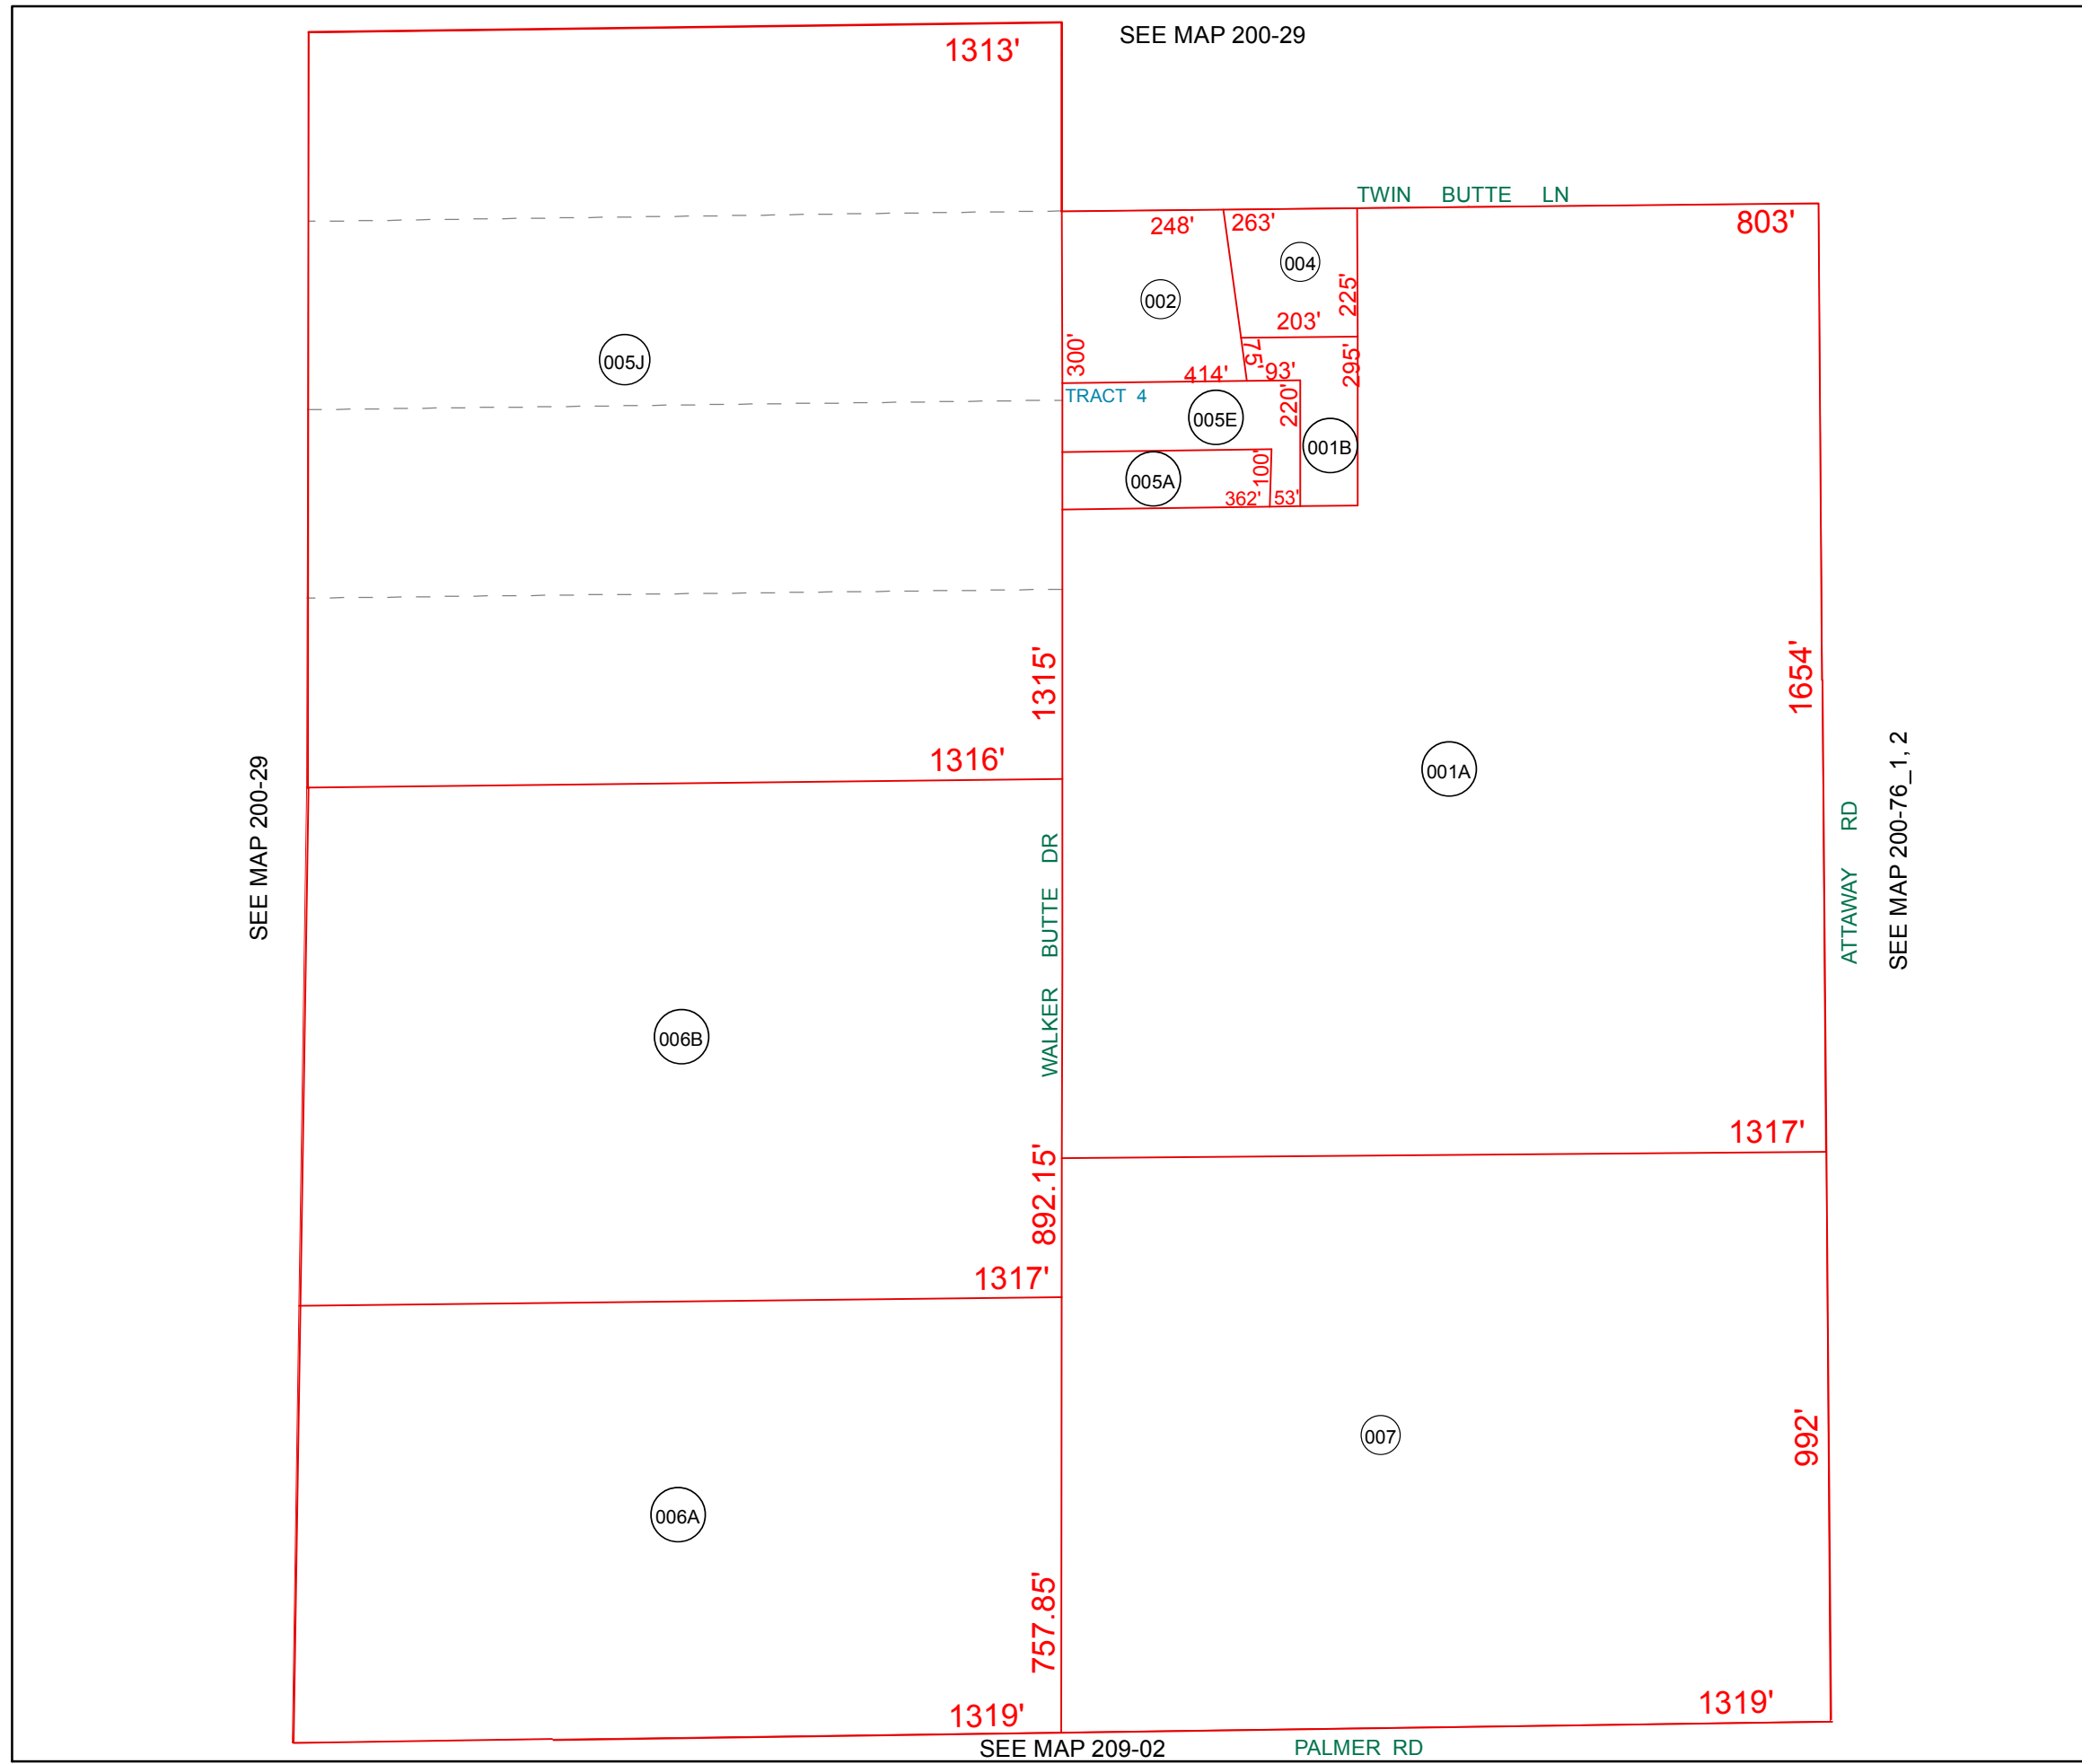 1313'
SEE MAP 200-29
TWIN BUTTE LN
248'
263'
803'
004
002
225'
203'
300'
75'
295'
005J
414'
93'
TRACT 4
220'
005E
001B
100'
005A
362'
53'
1315'
1654'
1316'
001A
SEE MAP 200-29
WALKER BUTTE DR
ATTAWAY RD
SEE MAP 200-76_1, 2
006B
1317'
892.15'
1317'
992'
007
006A
757.85'
1319'
1319'
SEE MAP 209-02
PALMER RD